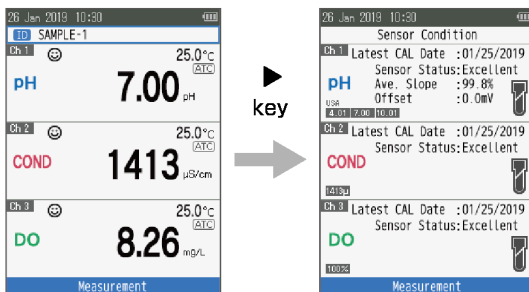 26 Jan 2019 10:30
ID SAMPLE-1
Ch 1 25.0°c
ATC
pH 7.00 pH
Ch 2 25.0°c
ATC
COND 1413 µS/cm
Ch 3 25.0°c
ATC
DO 8.26 mg/L
Measurement
key
26 Jan 2019 10:30
Sensor Condition
Ch 1 Latest CAL Date :01/25/2019
Sensor Status:Excellent
pH Ave. Slope :99.8%
Offset :0.0mV
USA
4.01 7.00 10.01
Ch 2 Latest CAL Date :01/25/2019
Sensor Status:Excellent
COND
1413µ
Ch 3 Latest CAL Date :01/25/2019
Sensor Status:Excellent
DO
100%
Measurement